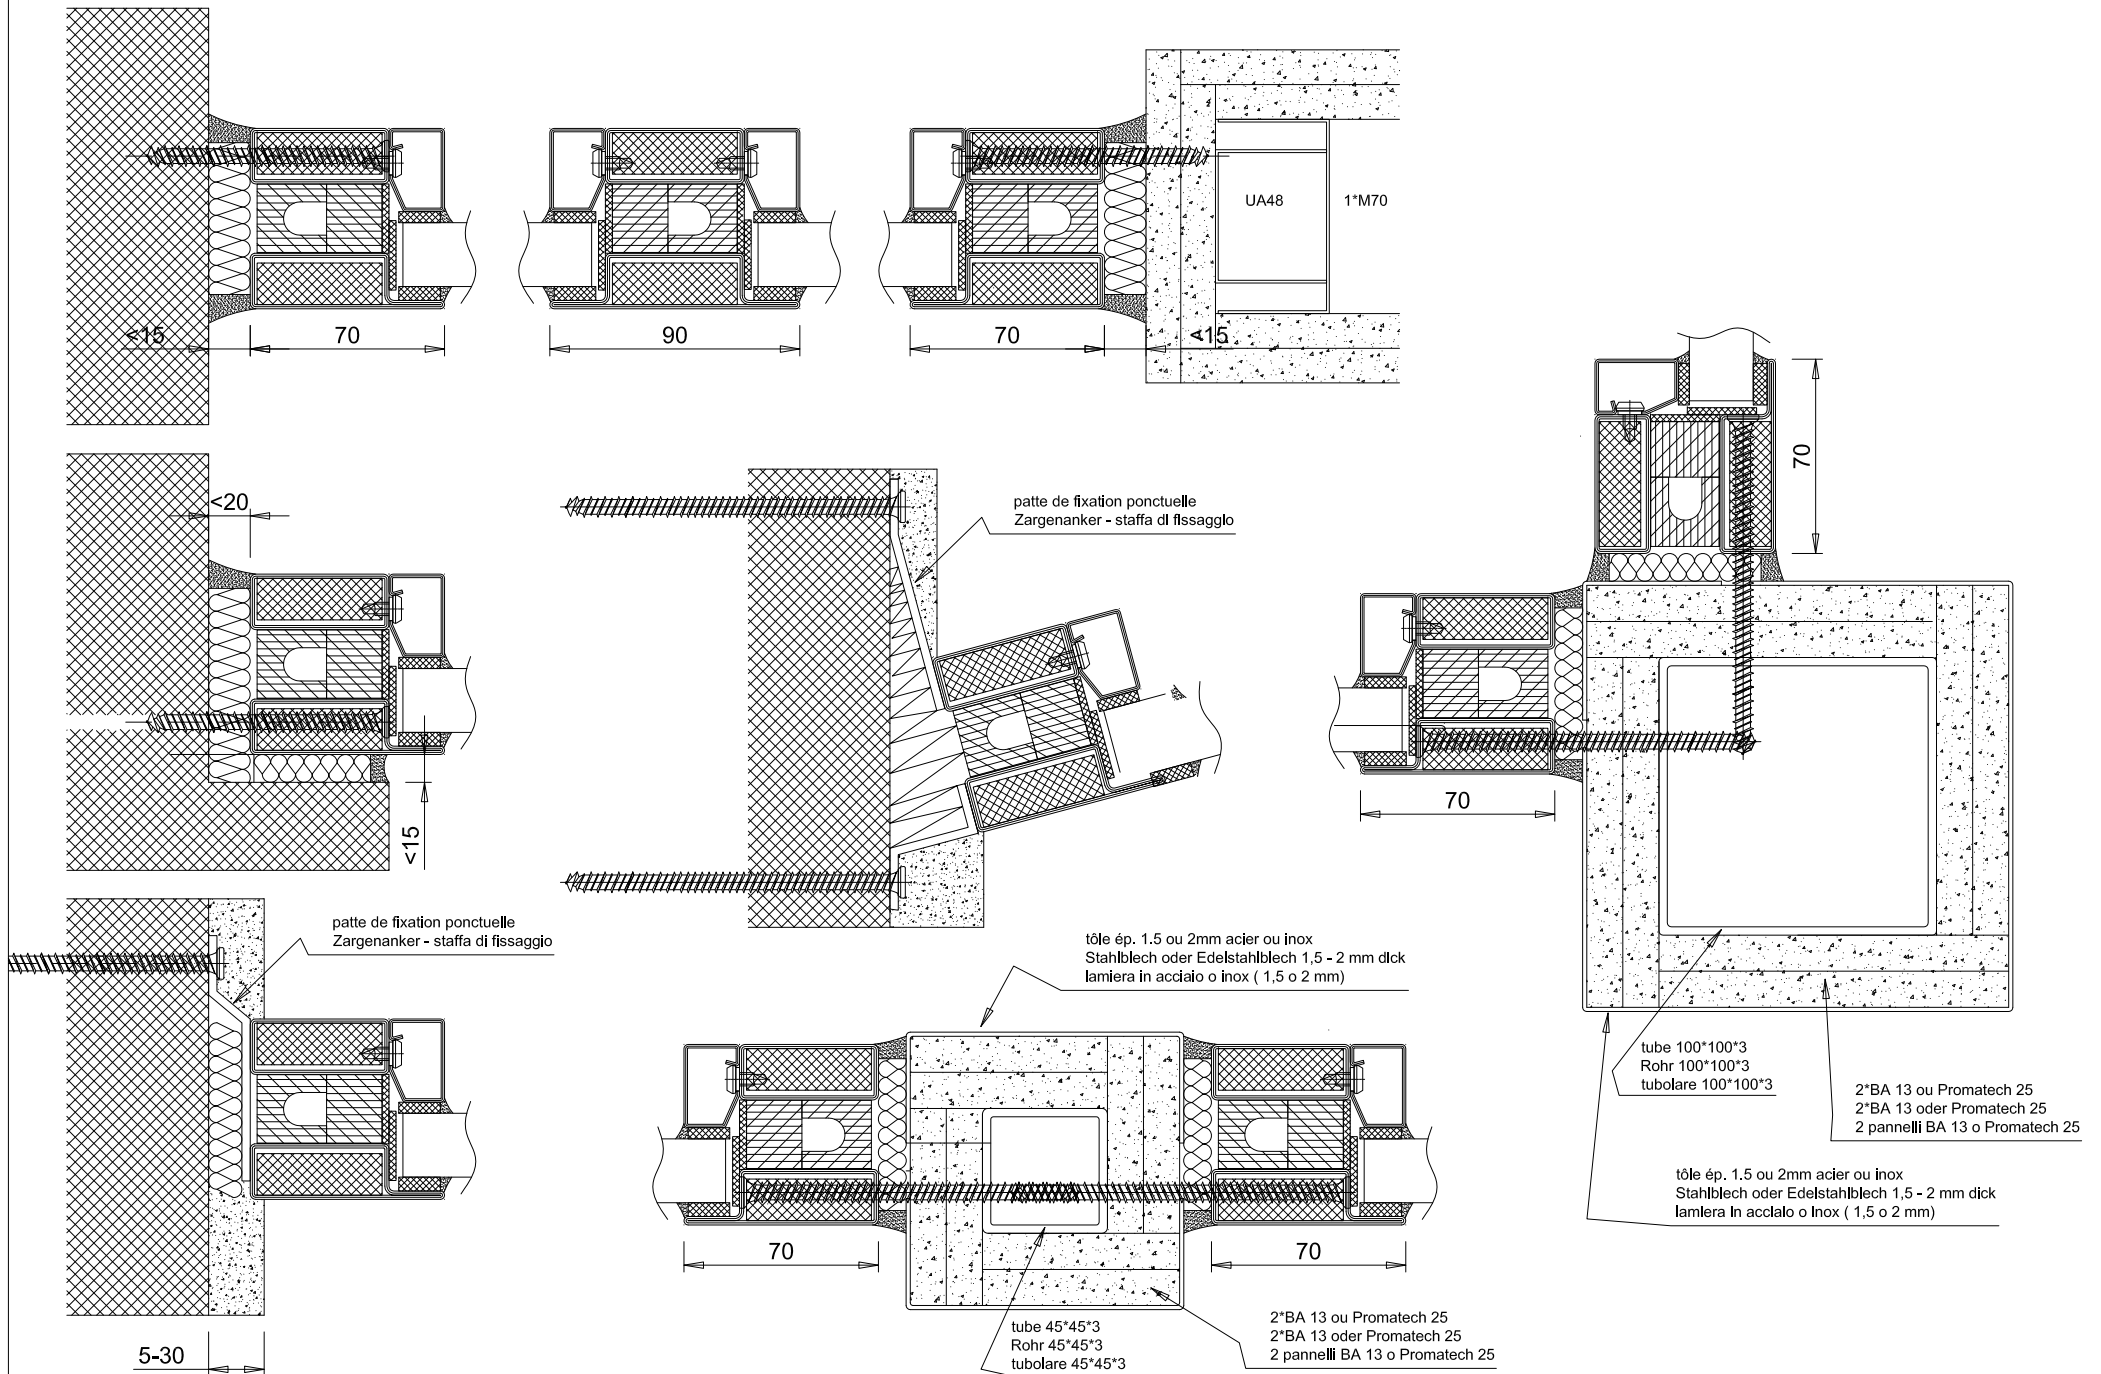 <15
70
90
70
<15
UA48
1*M70
70
<20
<15
patte de fixation ponctuelle
Zargenanker - staffa di fissaggio
70
patte de fixation ponctuelle
Zargenanker - staffa di fissaggio
5-30
tôle ép. 1.5 ou 2mm acier ou inox
Stahlblech oder Edelstahlblech 1,5 - 2 mm dick
lamiera in acciaio o inox ( 1,5 o 2 mm)
70
70
tube 45*45*3
Rohr 45*45*3
tubolare 45*45*3
2*BA 13 ou Promatech 25
2*BA 13 oder Promatech 25
2 pannelli BA 13 o Promatech 25
tube 100*100*3
Rohr 100*100*3
tubolare 100*100*3
2*BA 13 ou Promatech 25
2*BA 13 oder Promatech 25
2 pannelli BA 13 o Promatech 25
tôle ép. 1.5 ou 2mm acier ou inox
Stahlblech oder Edelstahlblech 1,5 - 2 mm dick
lamiera in acciaio o inox ( 1,5 o 2 mm)